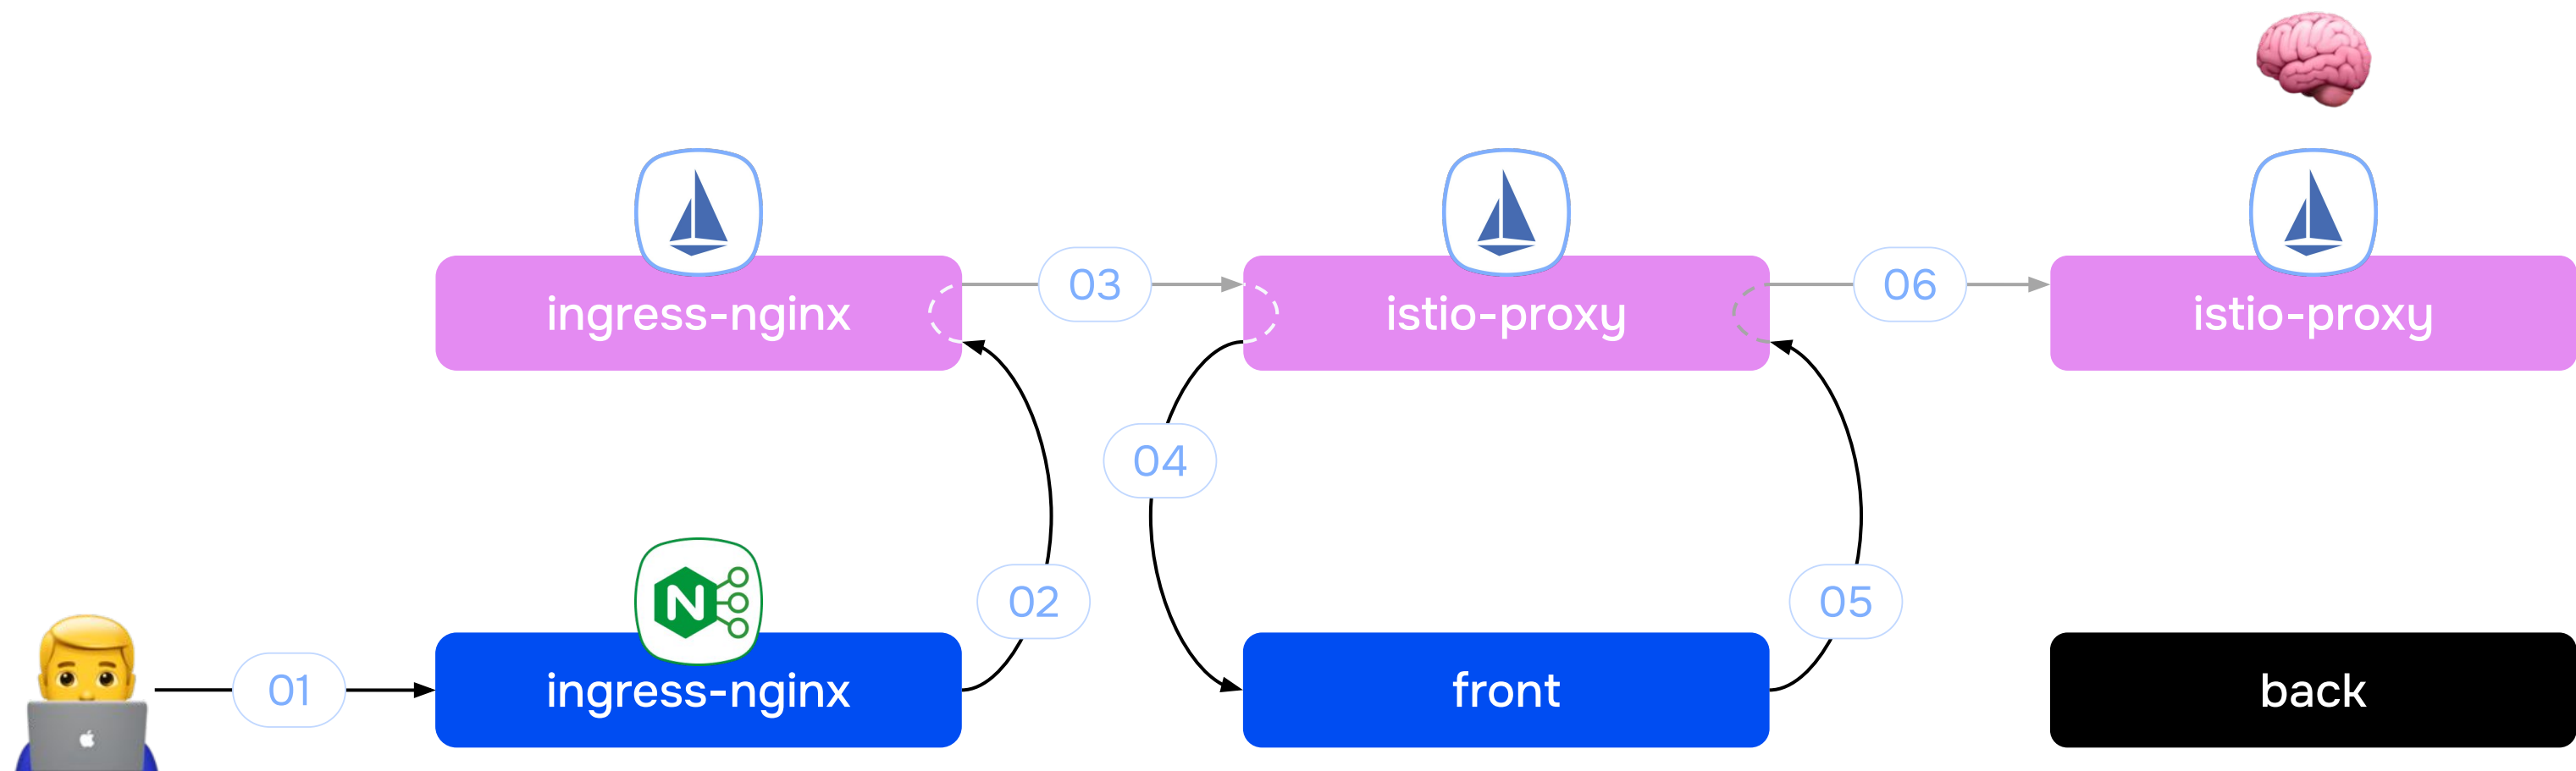 ingress-nginx
03
istio-proxy
06
istio-proxy
04
02
05
01
N
ingress-nginx
front
back